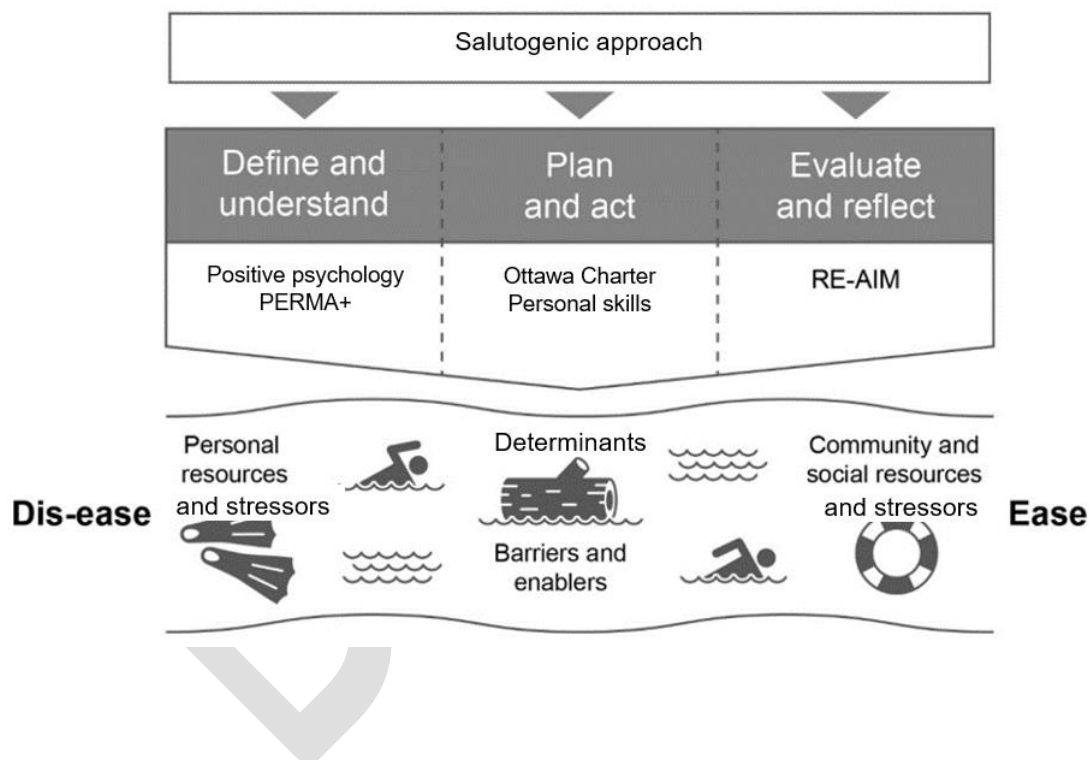 Salutogenic approach
Define and
understand
Plan
and act
Evaluate
and reflect
Positive psychology
PERMA+
Ottawa Charter
Personal skills
RE-AIM
Dis-ease
Personal
resources
and stressors
Determinants
Barriers and
enablers
Community and
social resources
and stressors
Ease